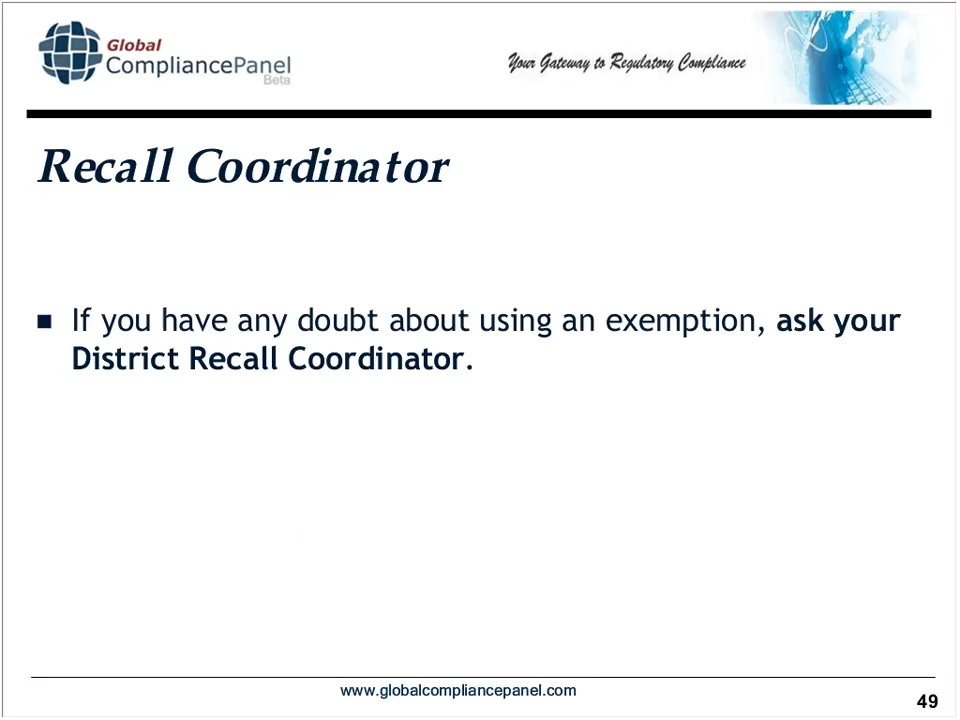 Global
CompliancePanel
Beta
Your Gateway to Regulatory Compliance
Recall Coordinator
■ If you have any doubt about using an exemption, ask your
District Recall Coordinator.
www.globalcompliancepanel.com
49